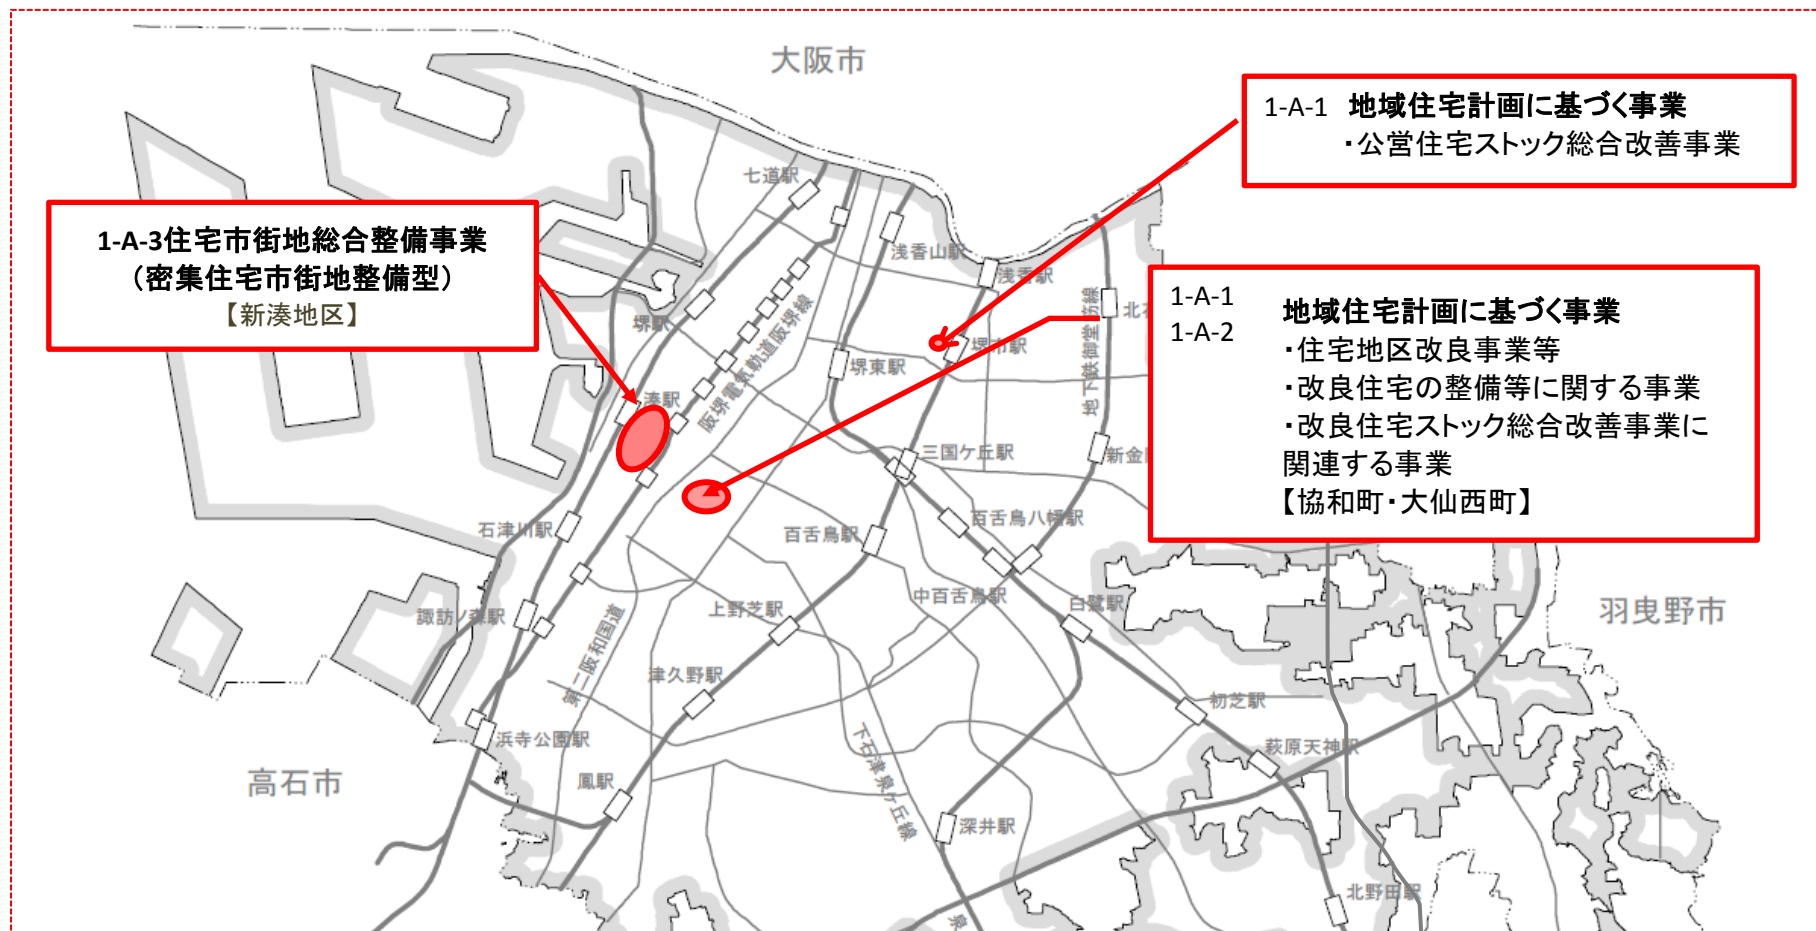 大阪市
1-A-1 地域住宅計画に基づく事業
・公営住宅ストック総合改善事業
七道駅
1-A-3住宅市街地総合整備事業
（密集住宅市街地整備型）
【新湊地区】
浅香山駅
浅香駅
1-A-1
1-A-2
地域住宅計画に基づく事業
・住宅地区改良事業等
・改良住宅の整備等に関する事業
・改良住宅ストック総合改善事業に
関連する事業
【協和町・大仙西町】
堺駅
阪堺電気軌道阪堺線
地下鉄御堂筋線
北
堺市駅
堺東駅
湊駅
三国ケ丘駅
新金
石津川駅
百舌鳥駅
百舌鳥八幡駅
諏訪ノ森駅
上野芝駅
中百舌鳥駅
白鷺駅
羽曳野市
第二阪和国道
津久野駅
初芝駅
浜寺公園駅
下石津泉ケ丘線
萩原天神駅
高石市
鳳駅
深井駅
北野田駅
泉